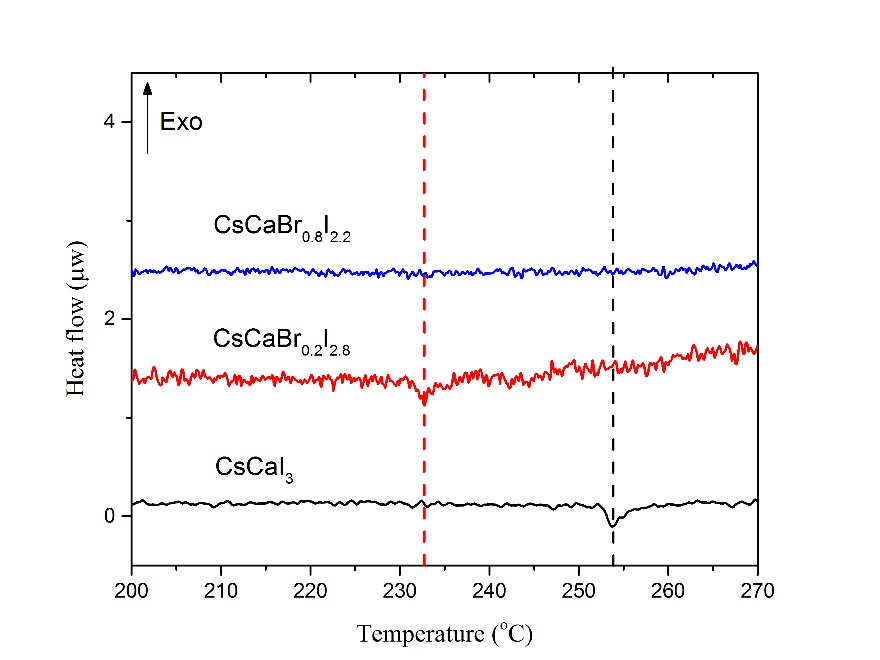 Exo
4
CsCaBr0.8I2.2
2
CsCaBr0.2I2.8
CsCaI3
0
Heat flow (μw)
200 210 220 230 240 250 260 270
Temperature (oC)